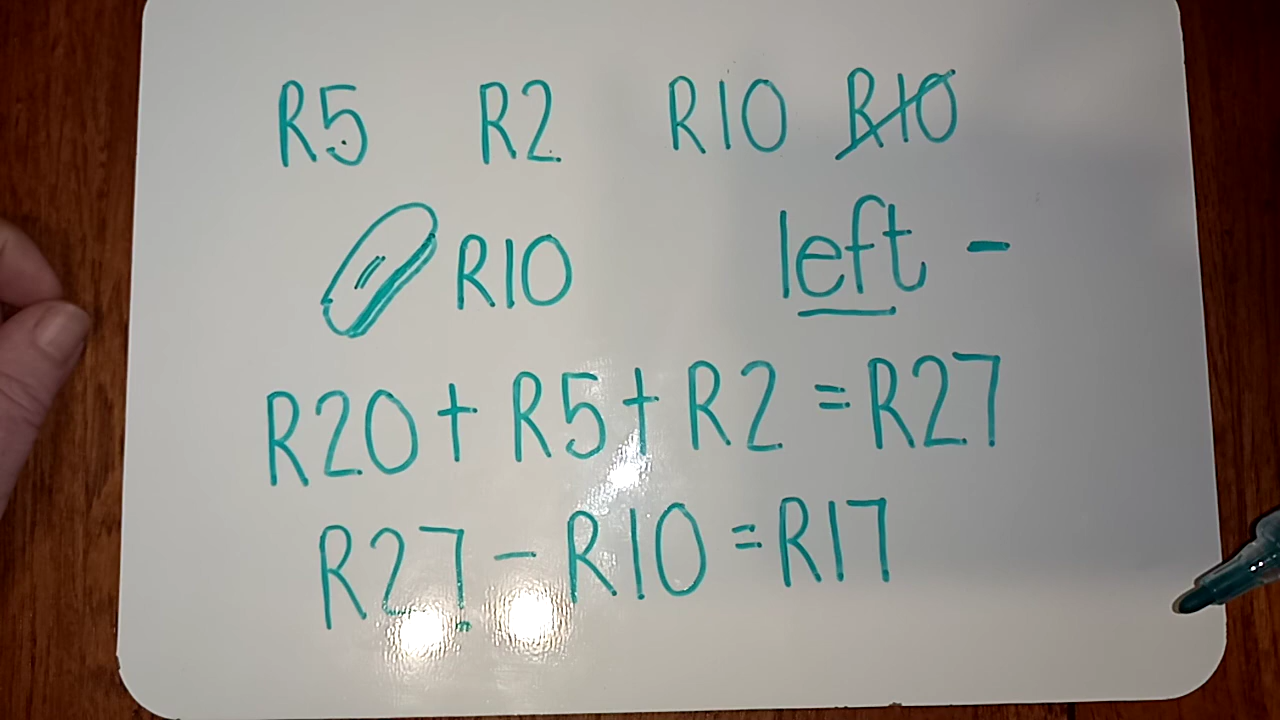 R5 R2 R10 R10
R10 left -
R20 + R5 + R2 = R27
R27 - R10 = R17